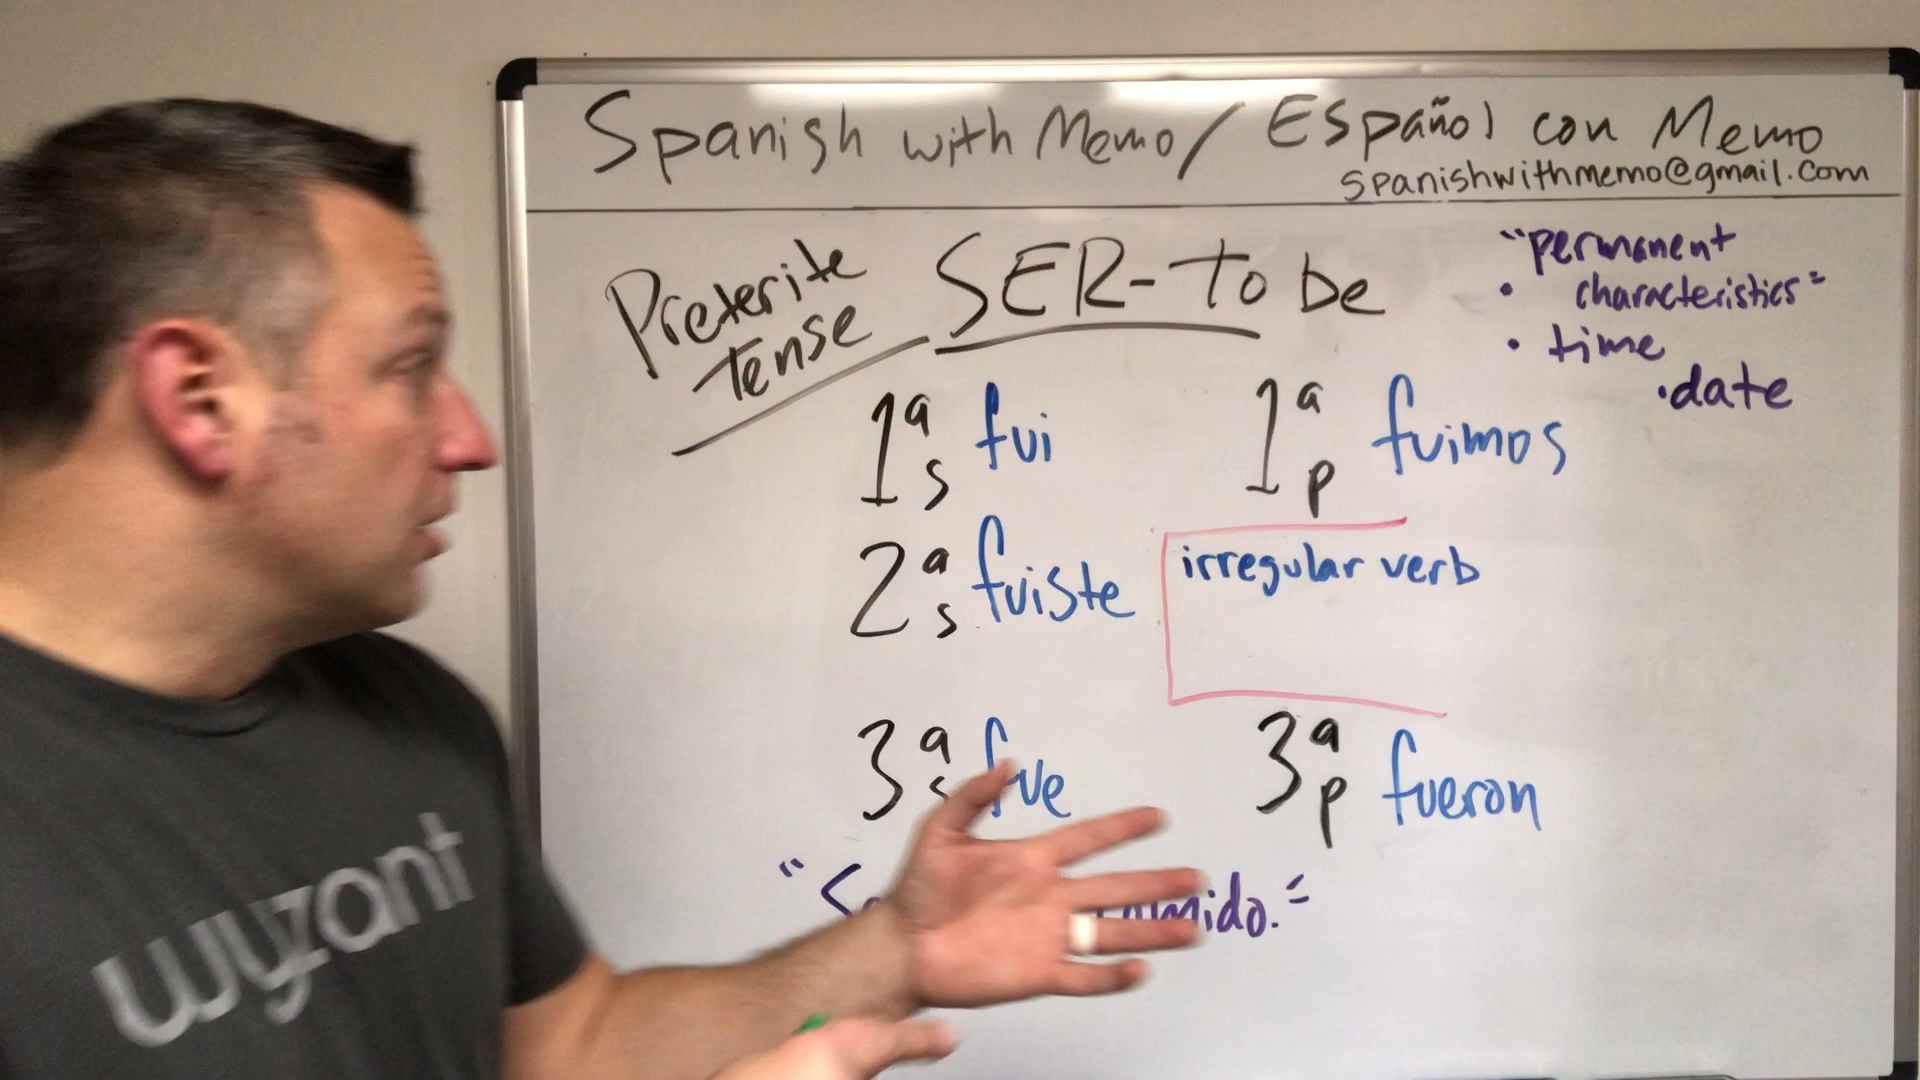 Spanish with Memo / Español con Memo
spanishwithmemo@gmail.com
Preterite
tense
SER - To be
"permanent
• characteristics"
• time
• date
1ª s fui
1ª p fuimos
2ª s fuiste
irregular verb
3ª s fue
3ª p fueron
wyzant